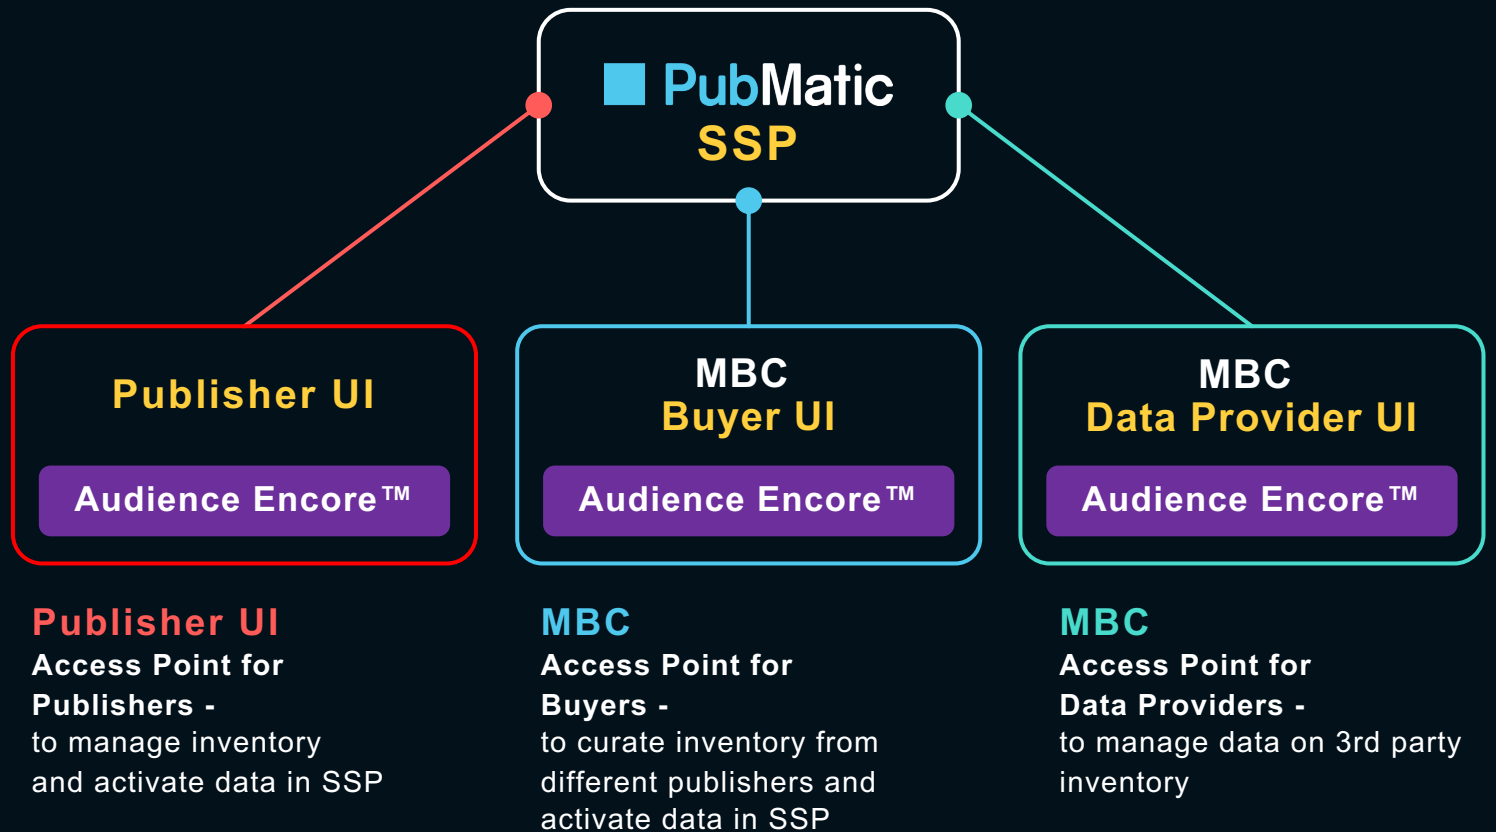 PubMatic
SSP
Publisher UI
Audience Encore™
MBC
Buyer UI
Audience Encore™
MBC
Data Provider UI
Audience Encore™
Publisher UI
Access Point for
Publishers -
to manage inventory
and activate data in SSP
MBC
Access Point for
Buyers -
to curate inventory from
different publishers and
activate data in SSP
MBC
Access Point for
Data Providers -
to manage data on 3rd party
inventory